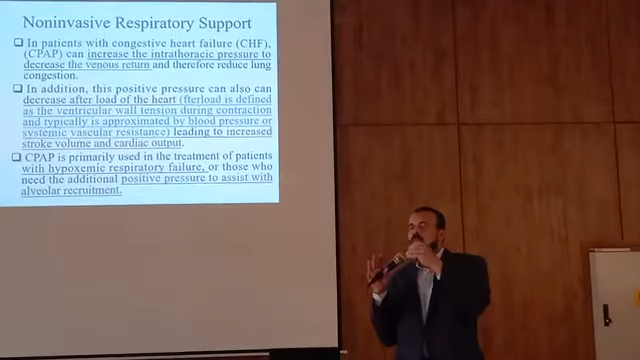 Noninvasive Respiratory Support
❑ In patients with congestive heart failure (CHF),
(CPAP) can increase the intrathoracic pressure to
decrease the venous return and therefore reduce lung
congestion.
❑ In addition, this positive pressure can also can
decrease after load of the heart (fterload is defined
as the ventricular wall tension during contraction
and typically is approximated by blood pressure or
systemic vascular resistance) leading to increased
stroke volume and cardiac output.
❑ CPAP is primarily used in the treatment of patients
with hypoxemic respiratory failure, or those who
need the additional positive pressure to assist with
alveolar recruitment.